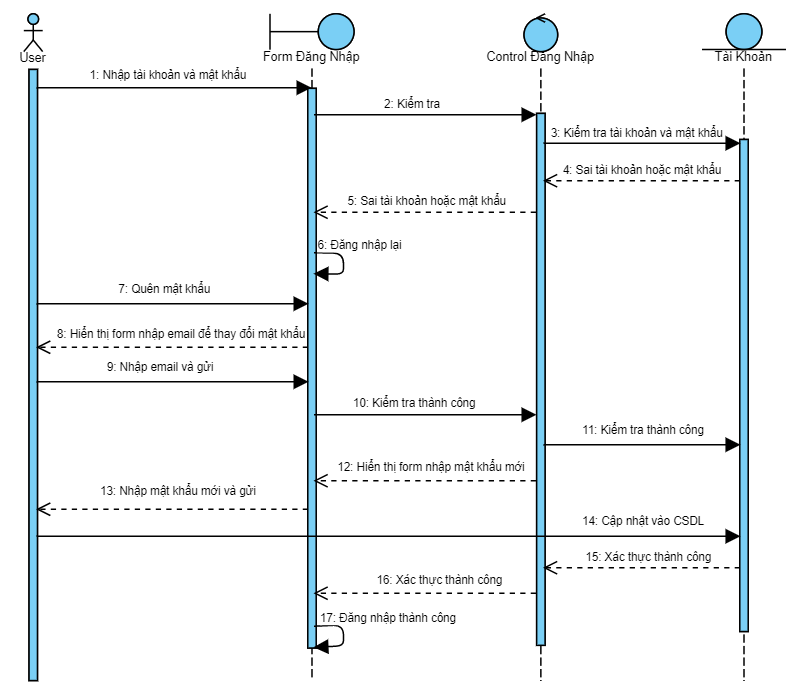 User
Form Đăng Nhập
Control Đăng Nhập
Tài Khoản
1: Nhập tài khoản và mật khẩu
2: Kiểm tra
3: Kiểm tra tài khoản và mật khẩu
4: Sai tài khoản hoặc mật khẩu
5: Sai tài khoản hoặc mật khẩu
6: Đăng nhập lại
7: Quên mật khẩu
8: Hiển thị form nhập email để thay đổi mật khẩu
9: Nhập email và gửi
10: Kiểm tra thành công
11: Kiểm tra thành công
12: Hiển thị form nhập mật khẩu mới
13: Nhập mật khẩu mới và gửi
14: Cập nhật vào CSDL
15: Xác thực thành công
16: Xác thực thành công
17: Đăng nhập thành công